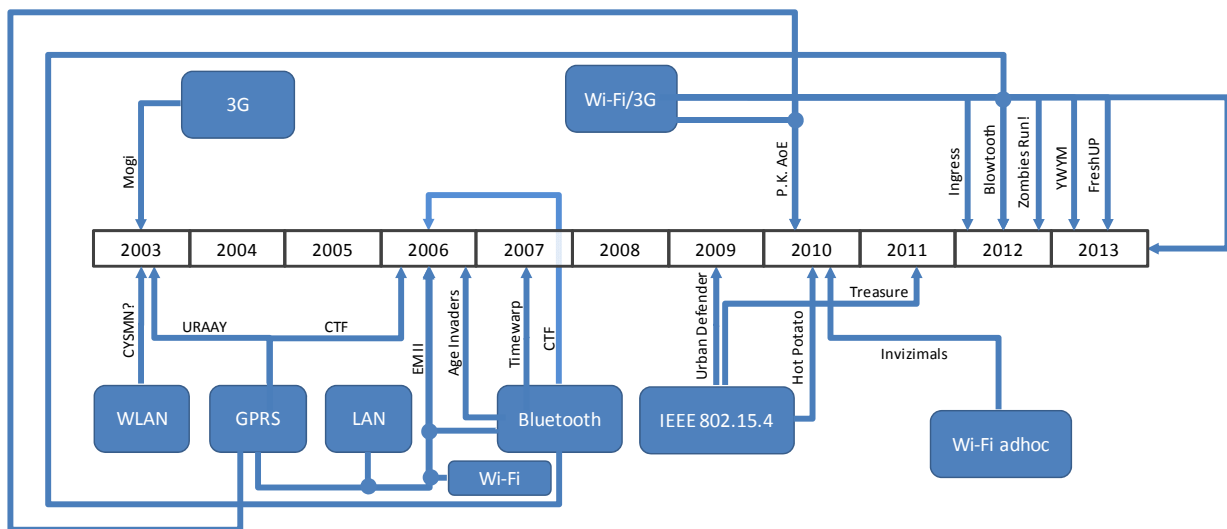 3G
Wi-Fi/3G
Mogi
P.K. AoE
Ingress
Blowtooth
Zombies Run!
YWYM
FreshUP
2003
2004
2005
2006
2007
2008
2009
2010
2011
2012
2013
CYSMN?
URAAY
CTF
EM II
Age Invaders
Timewarp
CTF
Urban Defender
Hot Potato
Treasure
Invizimals
WLAN
GPRS
LAN
Bluetooth
IEEE 802.15.4
Wi-Fi adhoc
Wi-Fi